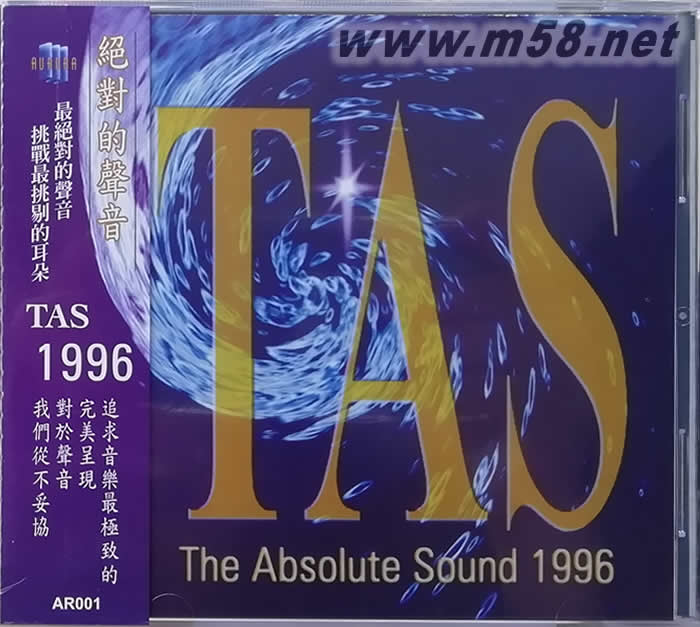 www.m58.net
AURORA
絕對的聲音
最絕對的聲音
挑戰最挑剔的耳朵
TAS
1996
追求音樂最極致的
完美呈現
對於聲音
我們從不妥協
AR001
TAS
The Absolute Sound 1996